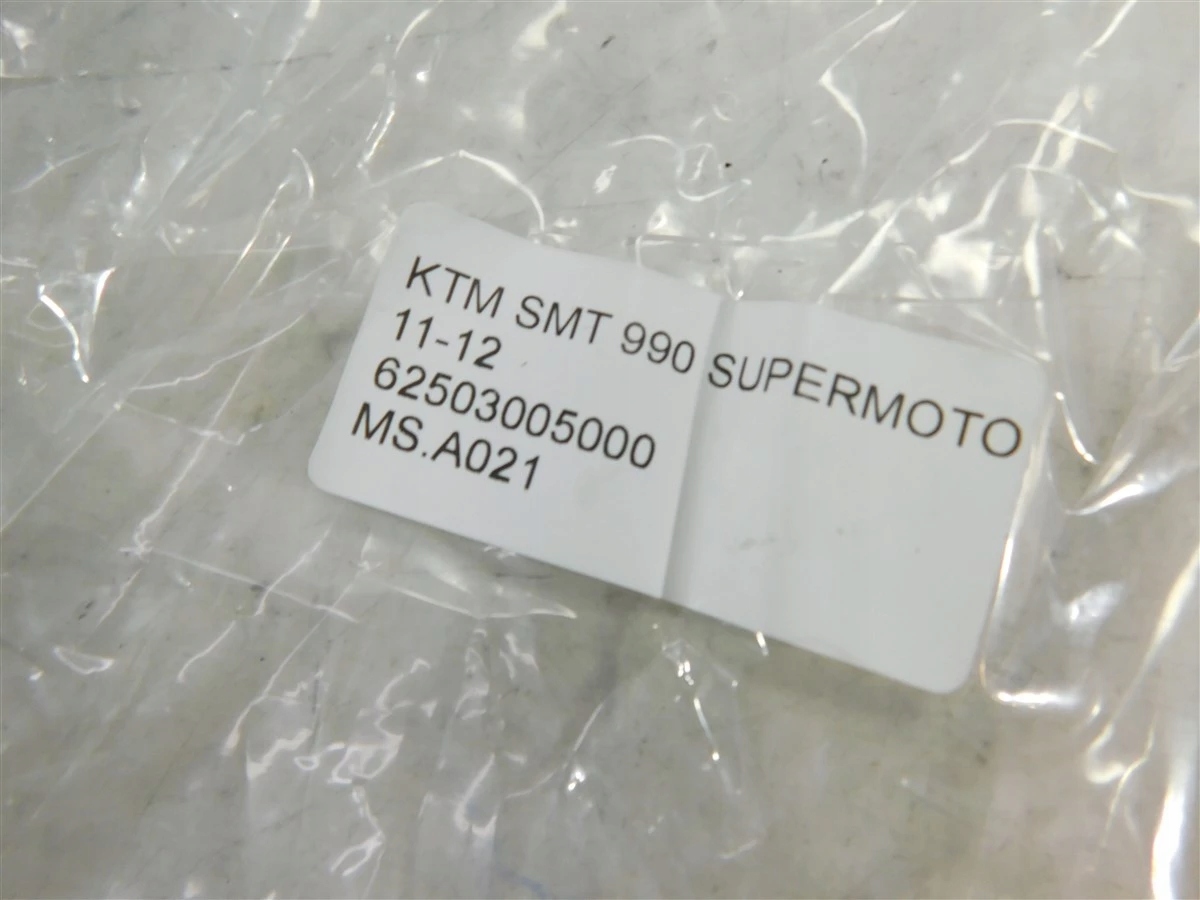 KTM SMT 990 SUPERMOTO
11-12
62503005000
MS.A021